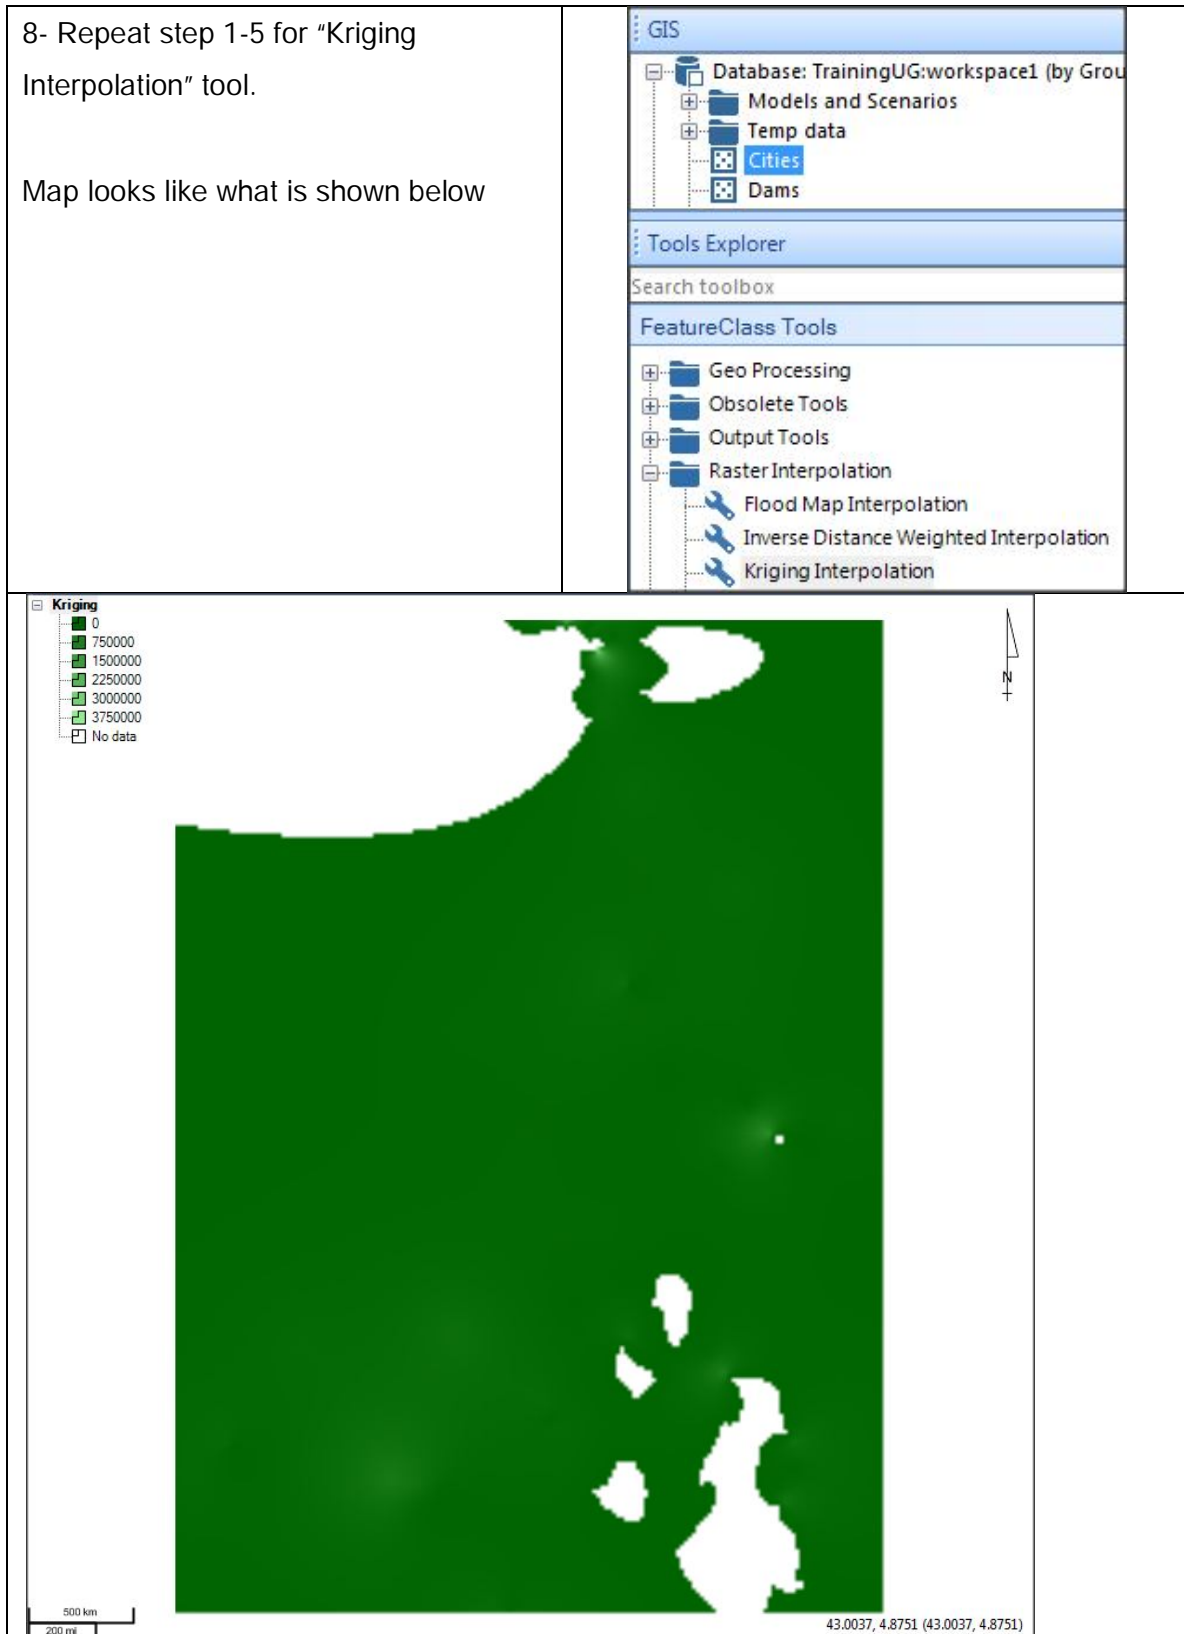 8- Repeat step 1-5 for “Kriging
Interpolation” tool.
Map looks like what is shown below
GIS
Database: TrainingUG:workspace1 (by Grou
Models and Scenarios
Temp data
Cities
Dams
Tools Explorer
Search toolbox
FeatureClass Tools
Geo Processing
Obsolete Tools
Output Tools
Raster Interpolation
Flood Map Interpolation
Inverse Distance Weighted Interpolation
Kriging Interpolation
Kriging
0
750000
1500000
2250000
3000000
3750000
No data
N
500 km
200 mi
43.0037, 4.8751 (43.0037, 4.8751)